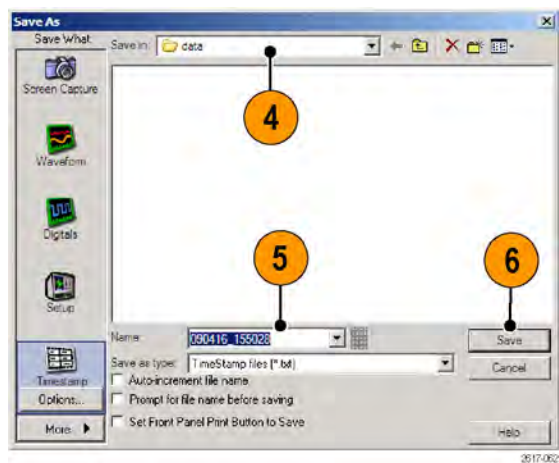 Save As
Save What:
Save in: data
Screen Capture
Waveform
Digitals
Setup
Timestamp
Options...
More
4
5
6
Name: 090416_155028
Save as type: TimeStamp files (*.txt)
Auto-increment file name
Prompt for file name before saving
Set Front Panel Print Button to Save
Save
Cancel
Help
2617-062